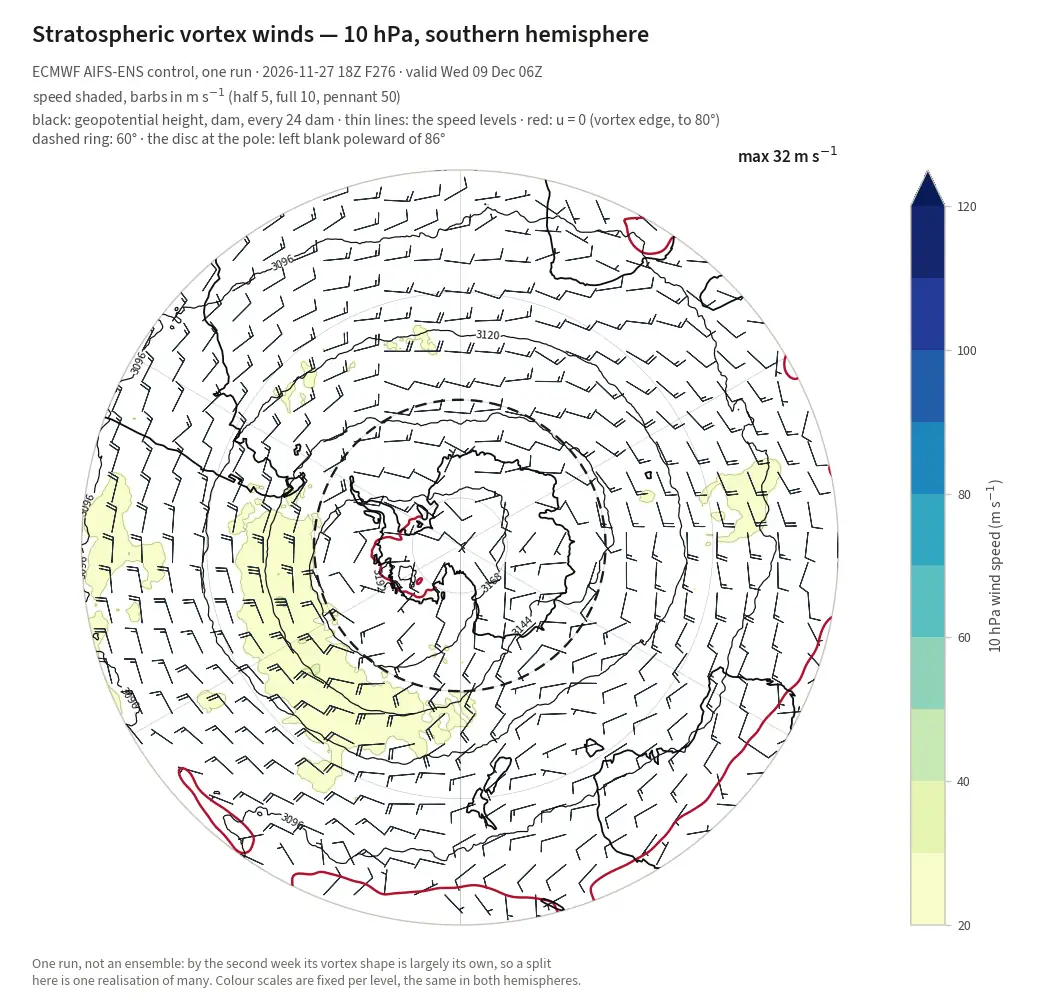 Stratospheric vortex winds — 10 hPa, southern hemisphere
ECMWF AIFS-ENS control, one run · 2026-11-27 18Z F276 · valid Wed 09 Dec 06Z
speed shaded, barbs in m s⁻¹ (half 5, full 10, pennant 50)
black: geopotential height, dam, every 24 dam · thin lines: the speed levels · red: u = 0 (vortex edge, to 80°)
dashed ring: 60° · the disc at the pole: left blank poleward of 86°
max 32 m s⁻¹
120
100
80
60
40
20
10 hPa wind speed (m s⁻¹)
3096
3120
3096
3096
3168
3144
3096
3096
One run, not an ensemble: by the second week its vortex shape is largely its own, so a split
here is one realisation of many. Colour scales are fixed per level, the same in both hemispheres.